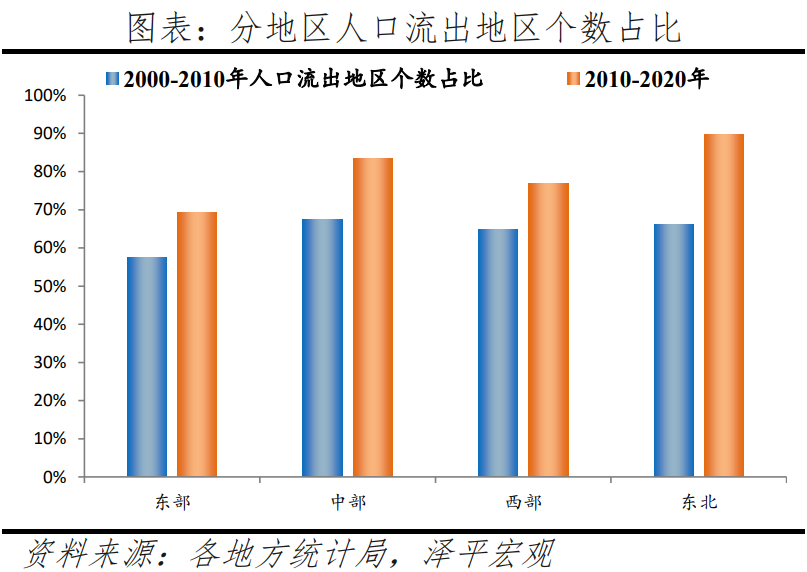 图表：分地区人口流出地区个数占比
2000-2010年人口流出地区个数占比 2010-2020年
100%
90%
80%
70%
60%
50%
40%
30%
20%
10%
0%
东部 中部 西部 东北
资料来源：各地方统计局，泽平宏观